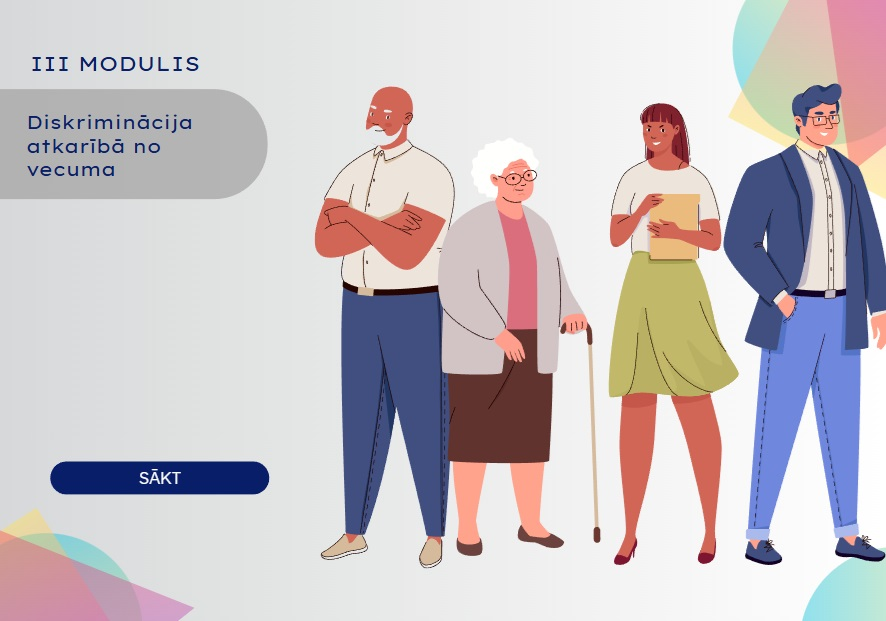 III MODULIS
Diskriminācija
atkarībā no
vecuma
SĀKT